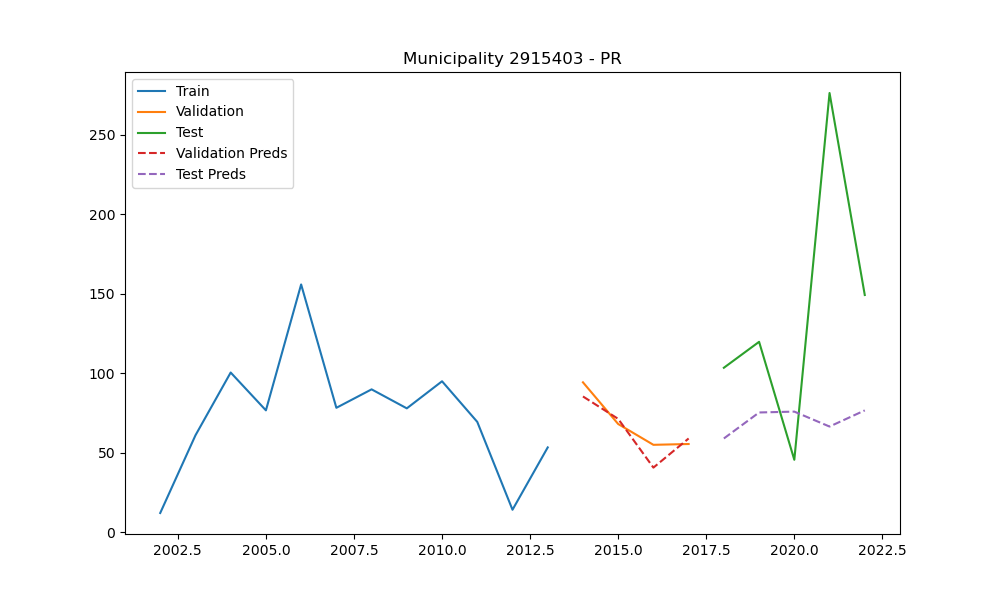 Municipality 2915403 - PR
Train
Validation
Test
Validation Preds
Test Preds
250
200
150
100
50
0
2002.5 2005.0 2007.5 2010.0 2012.5 2015.0 2017.5 2020.0 2022.5